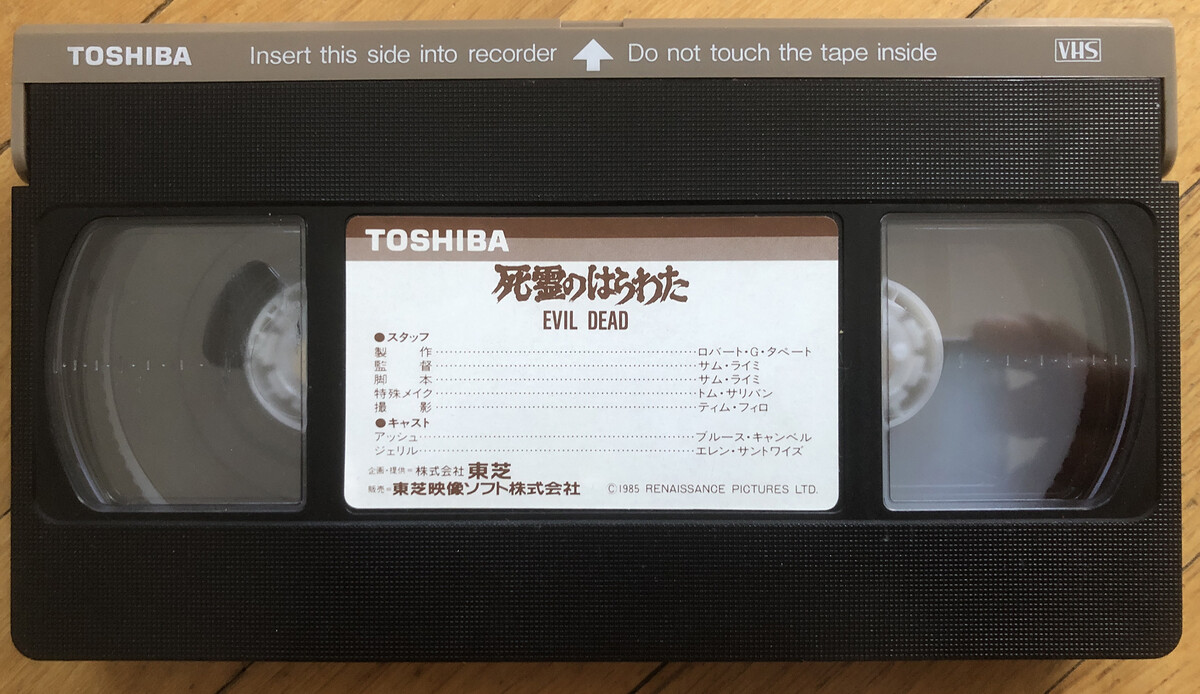 TOSHIBA Insert this side into recorder Do not touch the tape inside VHS
TOSHIBA
死霊のはらわた
EVIL DEAD
●スタッフ
製 作…ロバート・G・タペート
監 督…サム・ライミ
脚 本…サム・ライミ
特殊メイク…トム・サリバン
撮 影…ティム・フィロ
●キャスト
アッシュ…ブルース・キャンベル
ジェリル…エレン・サントワイズ
企画・提供=株式会社 東芝
販売=東芝映像ソフト株式会社 ©1985 RENAISSANCE PICTURES LTD.